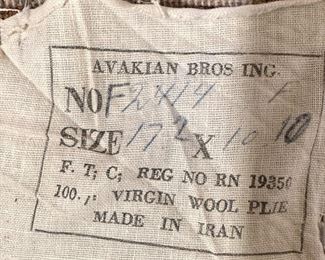 AVAKIAN BROS INC.
NO F2414
SIZE 17 2 X 10 10
F. T; C; REG NO RN 19350
100., : VIRGIN WOOL PLIE
MADE IN IRAN